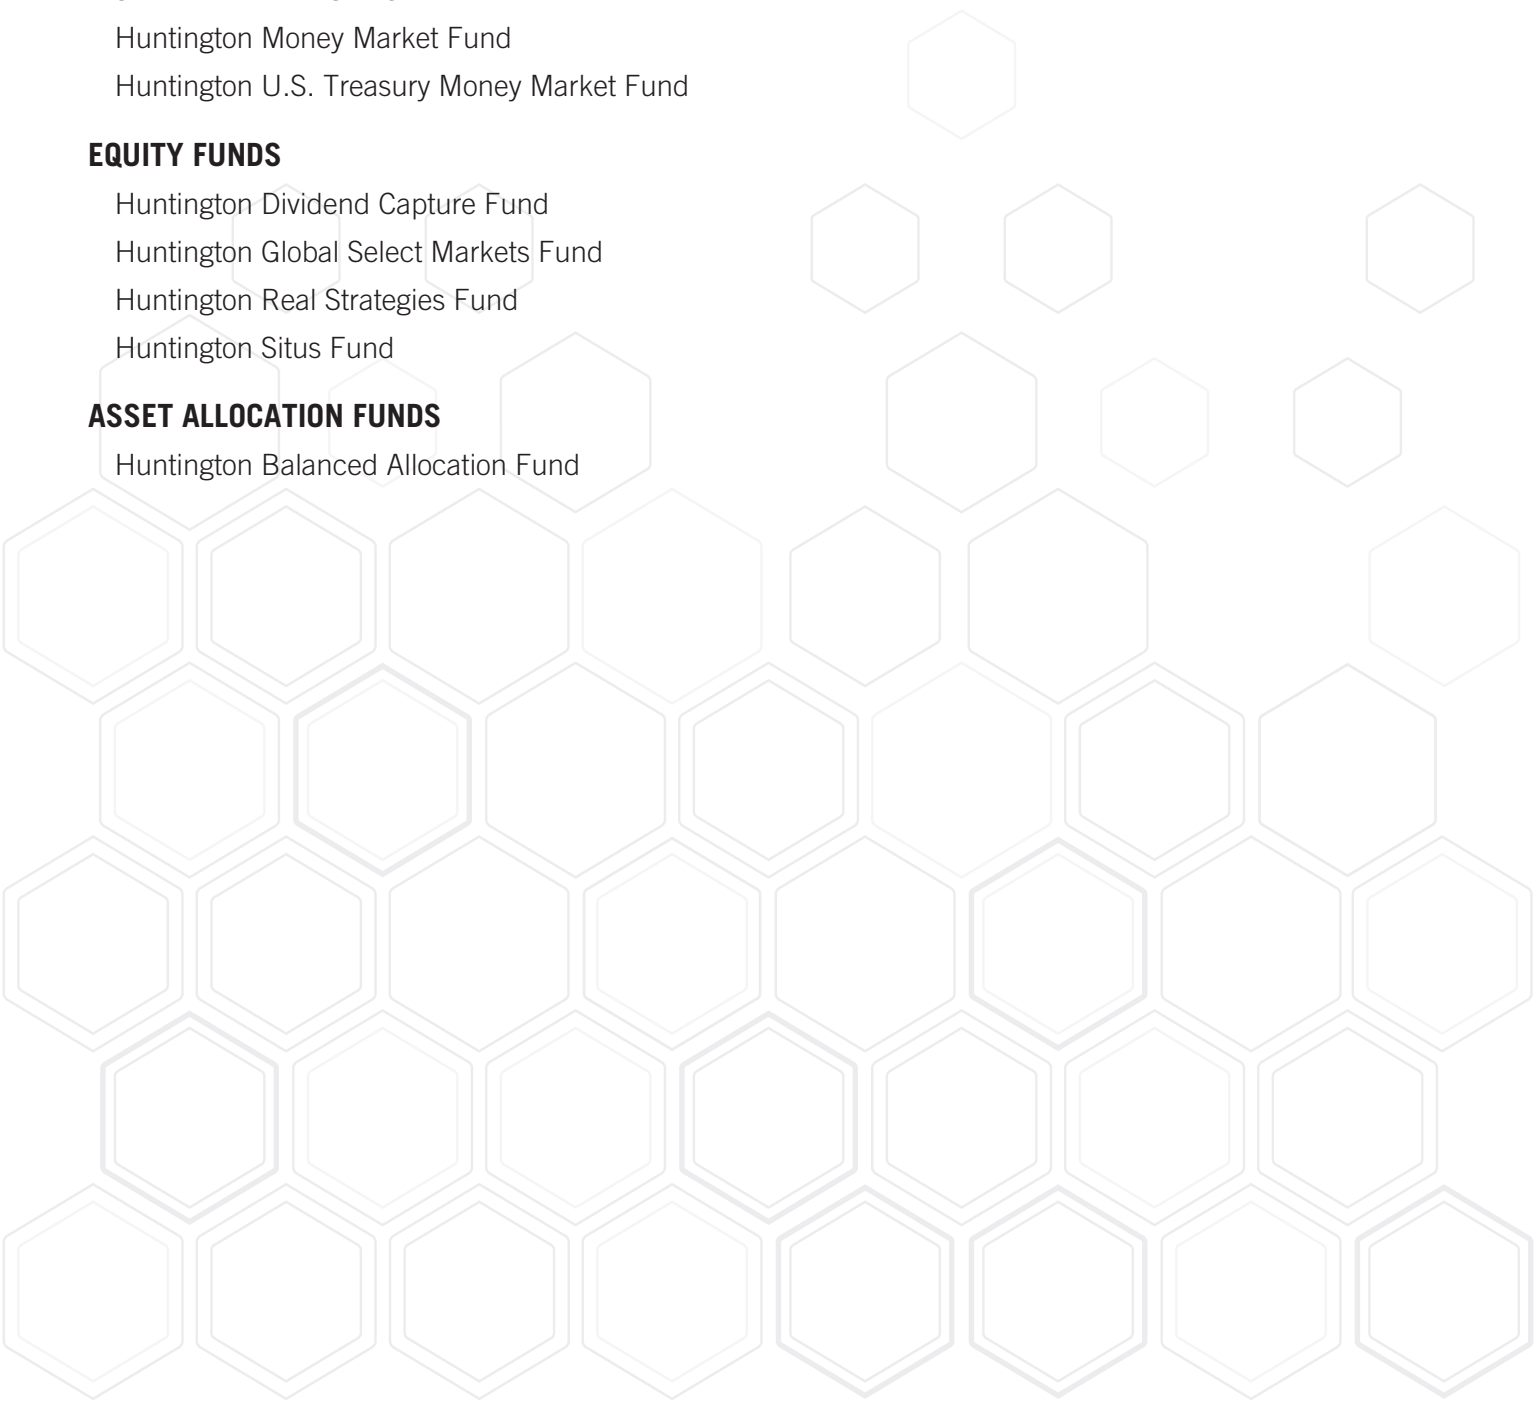 Huntington Money Market Fund
Huntington U.S. Treasury Money Market Fund
EQUITY FUNDS
Huntington Dividend Capture Fund
Huntington Global Select Markets Fund
Huntington Real Strategies Fund
Huntington Situs Fund
ASSET ALLOCATION FUNDS
Huntington Balanced Allocation Fund